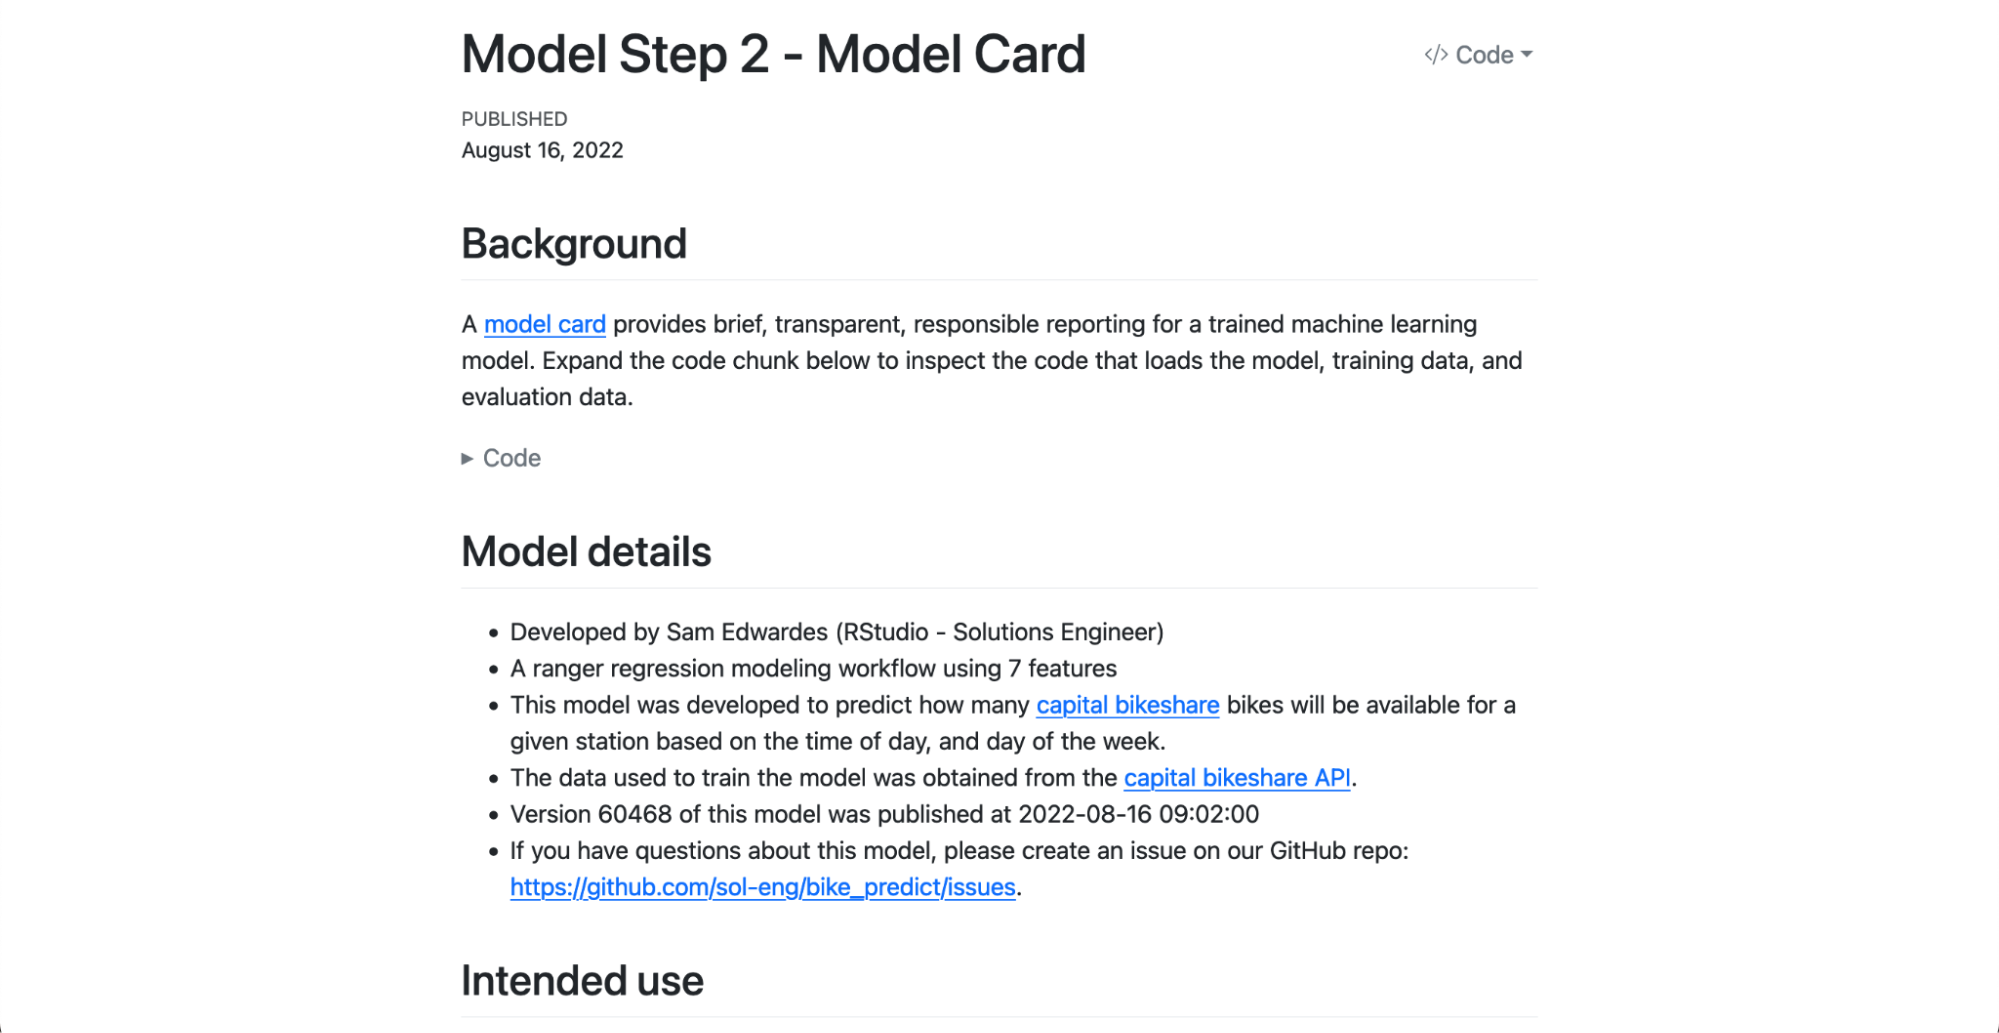 Model Step 2 - Model Card
</> Code
PUBLISHED
August 16, 2022
Background
A model card provides brief, transparent, responsible reporting for a trained machine learning
model. Expand the code chunk below to inspect the code that loads the model, training data, and
evaluation data.
Code
Model details
• Developed by Sam Edwardes (RStudio - Solutions Engineer)
• A ranger regression modeling workflow using 7 features
• This model was developed to predict how many capital bikeshare bikes will be available for a
given station based on the time of day, and day of the week.
• The data used to train the model was obtained from the capital bikeshare API.
• Version 60468 of this model was published at 2022-08-16 09:02:00
• If you have questions about this model, please create an issue on our GitHub repo:
https://github.com/sol-eng/bike_predict/issues.
Intended use